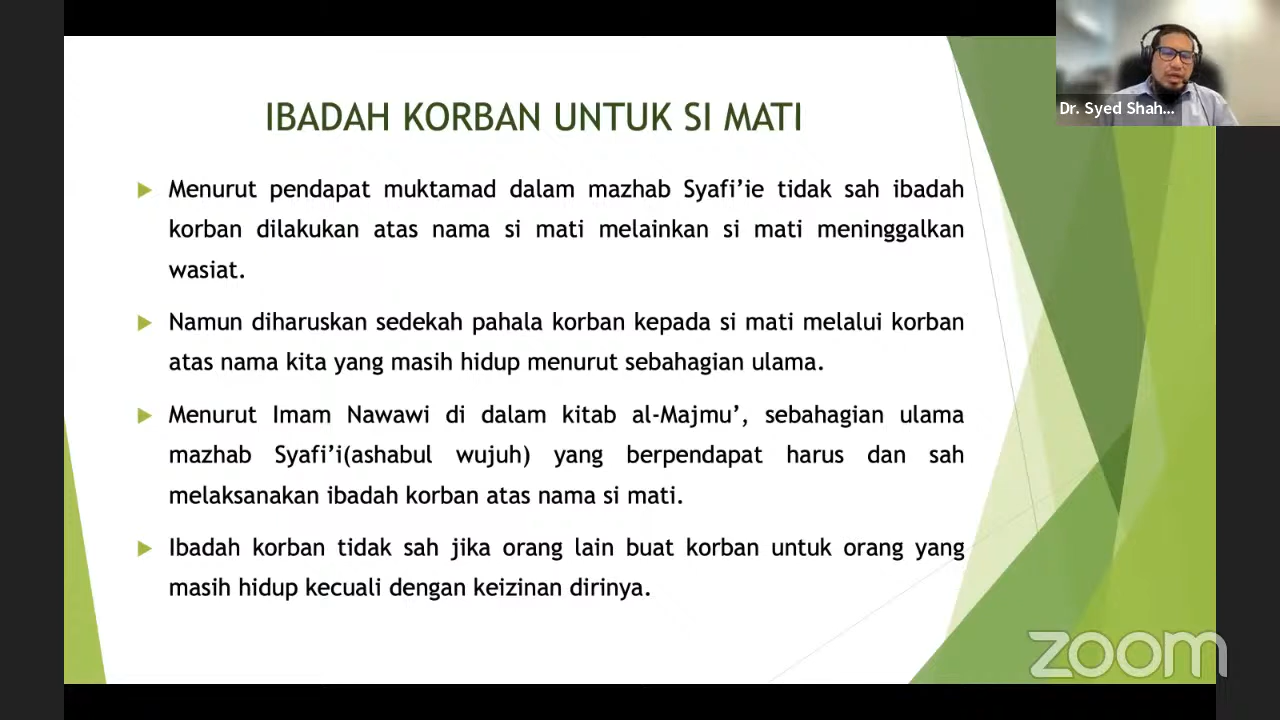 IBADAH KORBAN UNTUK SI MATI
Menurut pendapat muktamad dalam mazhab Syafi’ie tidak sah ibadah
korban dilakukan atas nama si mati melainkan si mati meninggalkan
wasiat.
Namun diharuskan sedekah pahala korban kepada si mati melalui korban
atas nama kita yang masih hidup menurut sebahagian ulama.
Menurut Imam Nawawi di dalam kitab al-Majmu’, sebahagian ulama
mazhab Syafi’i(ashabul wujuh) yang berpendapat harus dan sah
melaksanakan ibadah korban atas nama si mati.
Ibadah korban tidak sah jika orang lain buat korban untuk orang yang
masih hidup kecuali dengan keizinan dirinya.
Dr. Syed Shah...
zoom